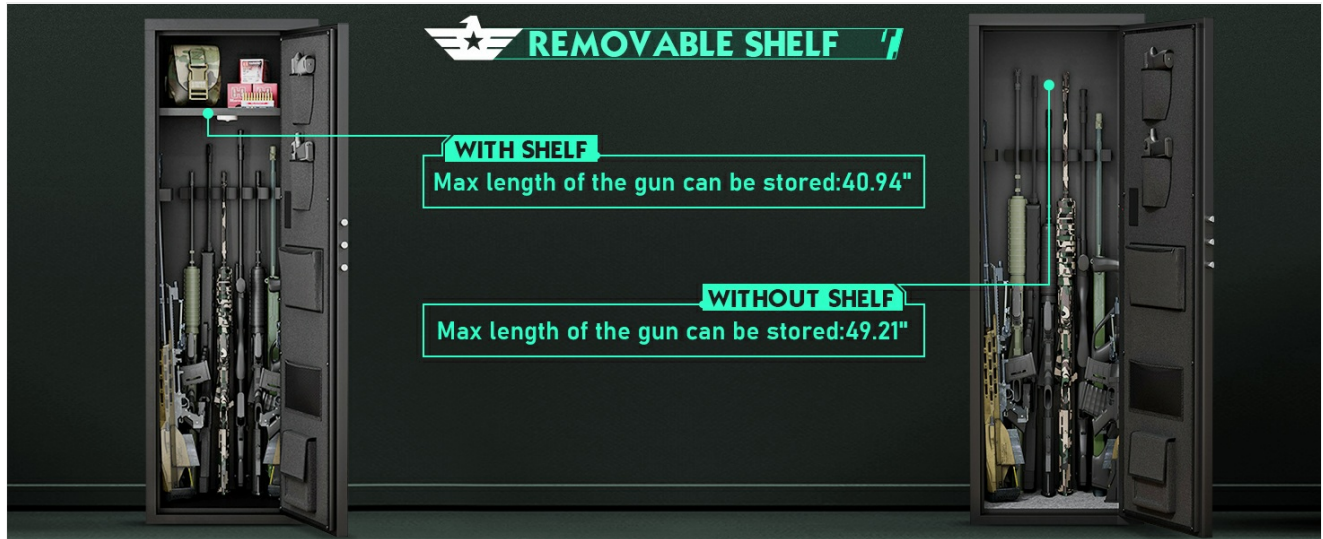 REMOVABLE SHELF
WITH SHELF
Max length of the gun can be stored:40.94"
WITHOUT SHELF
Max length of the gun can be stored:49.21"